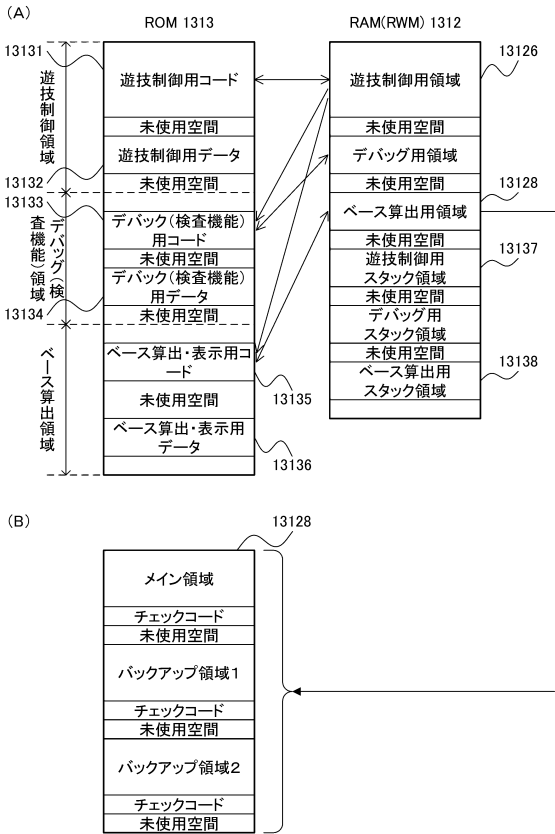 (A)
ROM 1313
RAM(RWM) 1312
13131
遊技制御領域
13132
13133
デバッグ(検
査機能)領域
13134
ベース算出領域
遊技制御用コード
未使用空間
遊技制御用データ
未使用空間
デバック(検査機能)
用コード
未使用空間
デバック(検査機能)
用データ
未使用空間
ベース算出・表示用コ
ード
未使用空間
ベース算出・表示用
データ
13135
13136
遊技制御用領域
未使用空間
デバッグ用領域
未使用空間
ベース算出用領域
未使用空間
遊技制御用
スタック領域
未使用空間
デバッグ用
スタック領域
未使用空間
ベース算出用
スタック領域
13126
13128
13137
13138
(B)
13128
メイン領域
チェックコード
未使用空間
バックアップ領域1
チェックコード
未使用空間
バックアップ領域2
チェックコード
未使用空間